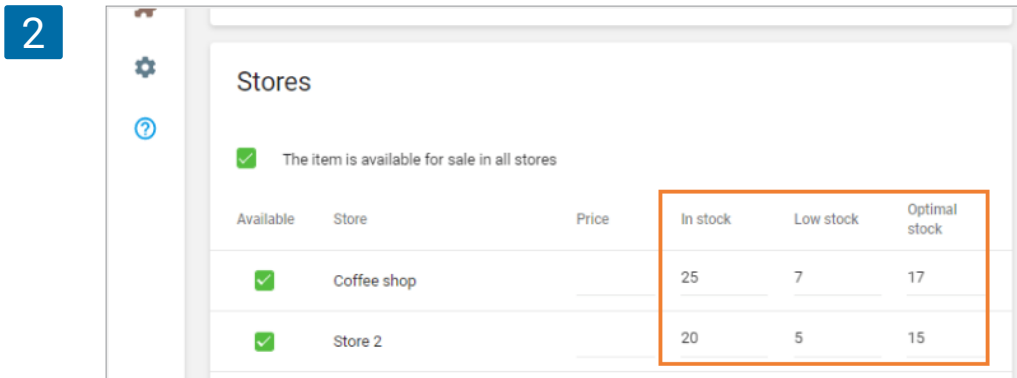 2
Stores
The item is available for sale in all stores
Available Store Price In stock Low stock Optimal stock
Coffee shop 25 7 17
Store 2 20 5 15